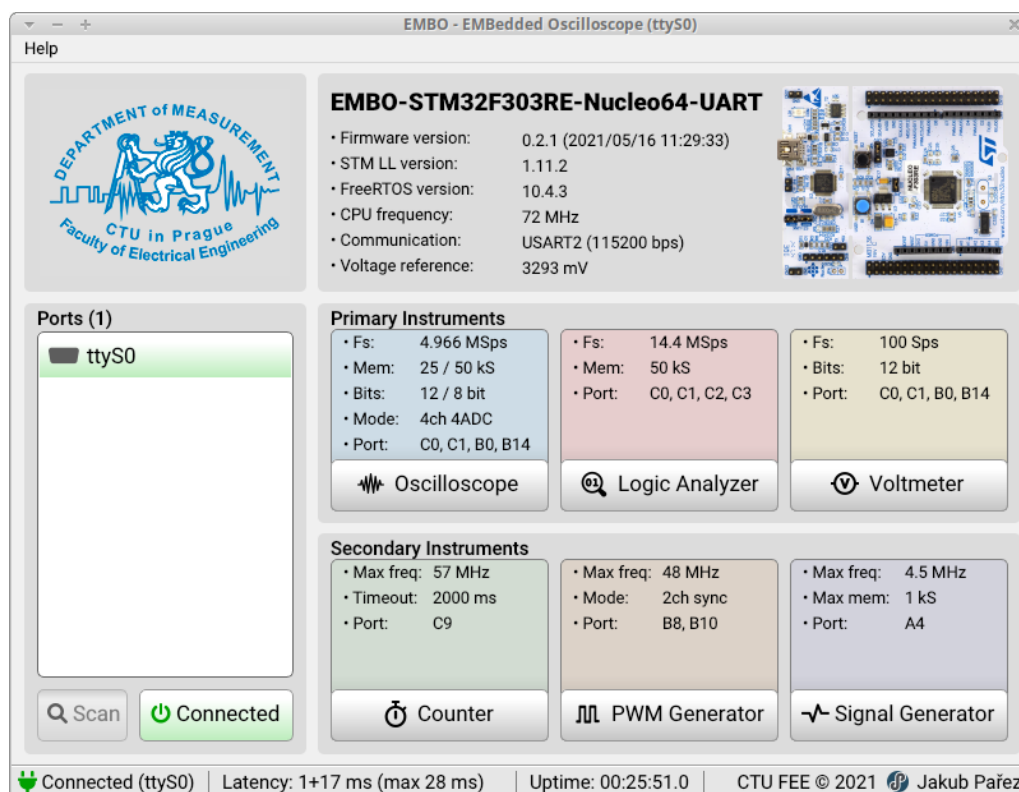 EMBO - EMBedded Oscilloscope (ttyS0)
Help
DEPARTMENT of MEASUREMENT
CTU in Prague
Faculty of Electrical Engineering
EMBO-STM32F303RE-Nucleo64-UART
· Firmware version: 0.2.1 (2021/05/16 11:29:33)
· STM LL version: 1.11.2
· FreeRTOS version: 10.4.3
· CPU frequency: 72 MHz
· Communication: USART2 (115200 bps)
· Voltage reference: 3293 mV
Ports (1)
ttyS0
Scan
Connected
Primary Instruments
· Fs: 4.966 MSps
· Mem: 25 / 50 kS
· Bits: 12 / 8 bit
· Mode: 4ch 4ADC
· Port: C0, C1, B0, B14
Oscilloscope
· Fs: 14.4 MSps
· Mem: 50 kS
· Port: C0, C1, C2, C3
01 Logic Analyzer
· Fs: 100 Sps
· Bits: 12 bit
· Port: C0, C1, B0, B14
V Voltmeter
Secondary Instruments
· Max freq: 57 MHz
· Timeout: 2000 ms
· Port: C9
Counter
· Max freq: 48 MHz
· Mode: 2ch sync
· Port: B8, B10
PWM Generator
· Max freq: 4.5 MHz
· Max mem: 1 kS
· Port: A4
Signal Generator
Connected (ttyS0) | Latency: 1+17 ms (max 28 ms) | Uptime: 00:25:51.0 | CTU FEE © 2021 Jakub Pařez